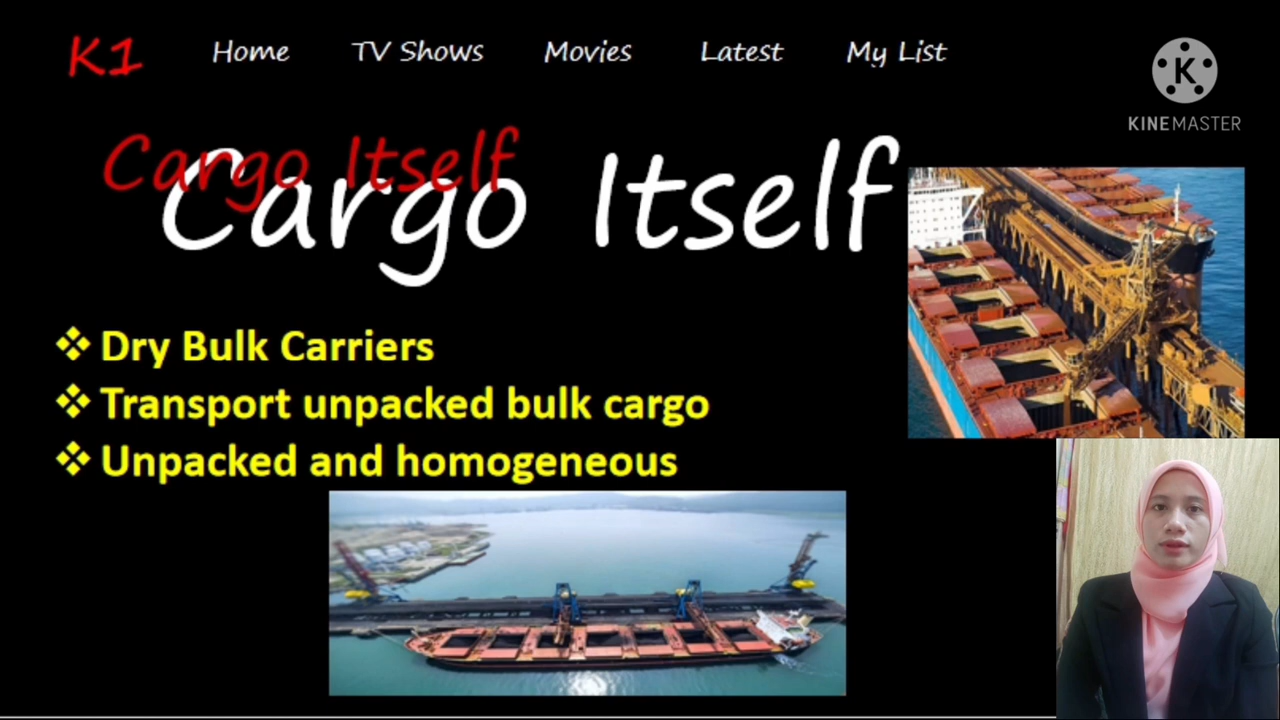 K1 Home TV Shows Movies Latest My List
K
KINEMASTER
Cargo Itself
Cargo Itself
❖ Dry Bulk Carriers
❖ Transport unpacked bulk cargo
❖ Unpacked and homogeneous